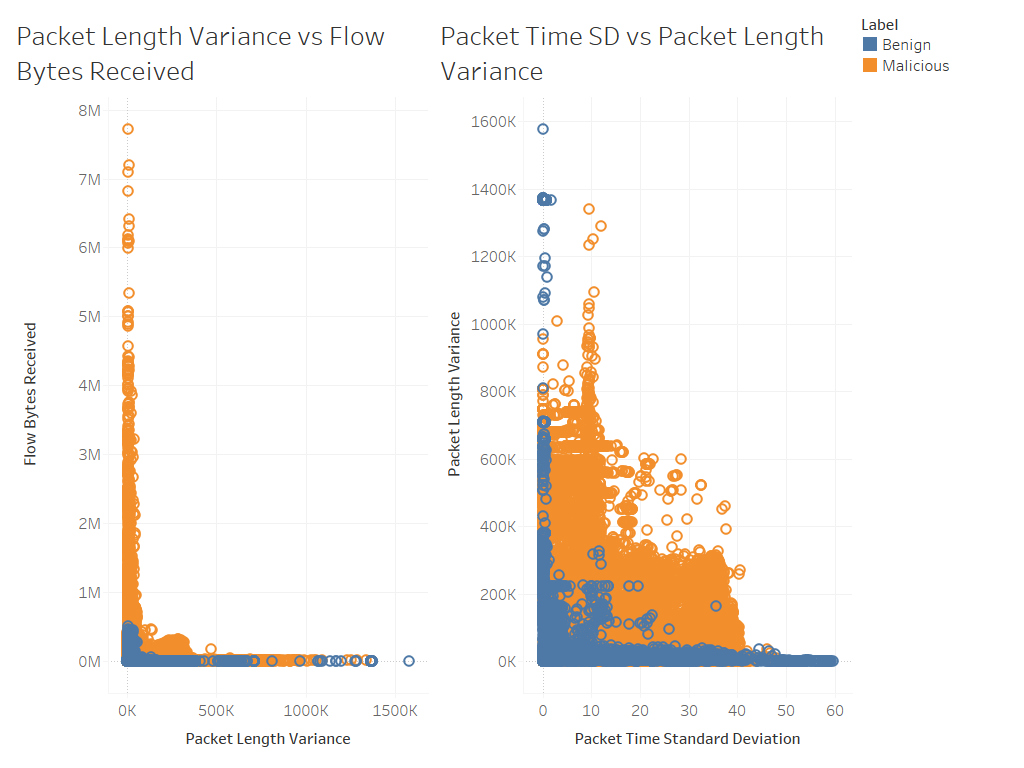 Packet Length Variance vs Flow
Bytes Received
Packet Time SD vs Packet Length
Variance
Label
Benign
Malicious
8M
7M
6M
5M
4M
3M
2M
1M
0M
Flow Bytes Received
0K
500K
1000K
1500K
Packet Length Variance
1600K
1400K
1200K
1000K
800K
600K
400K
200K
0K
Packet Length Variance
0
10
20
30
40
50
60
Packet Time Standard Deviation